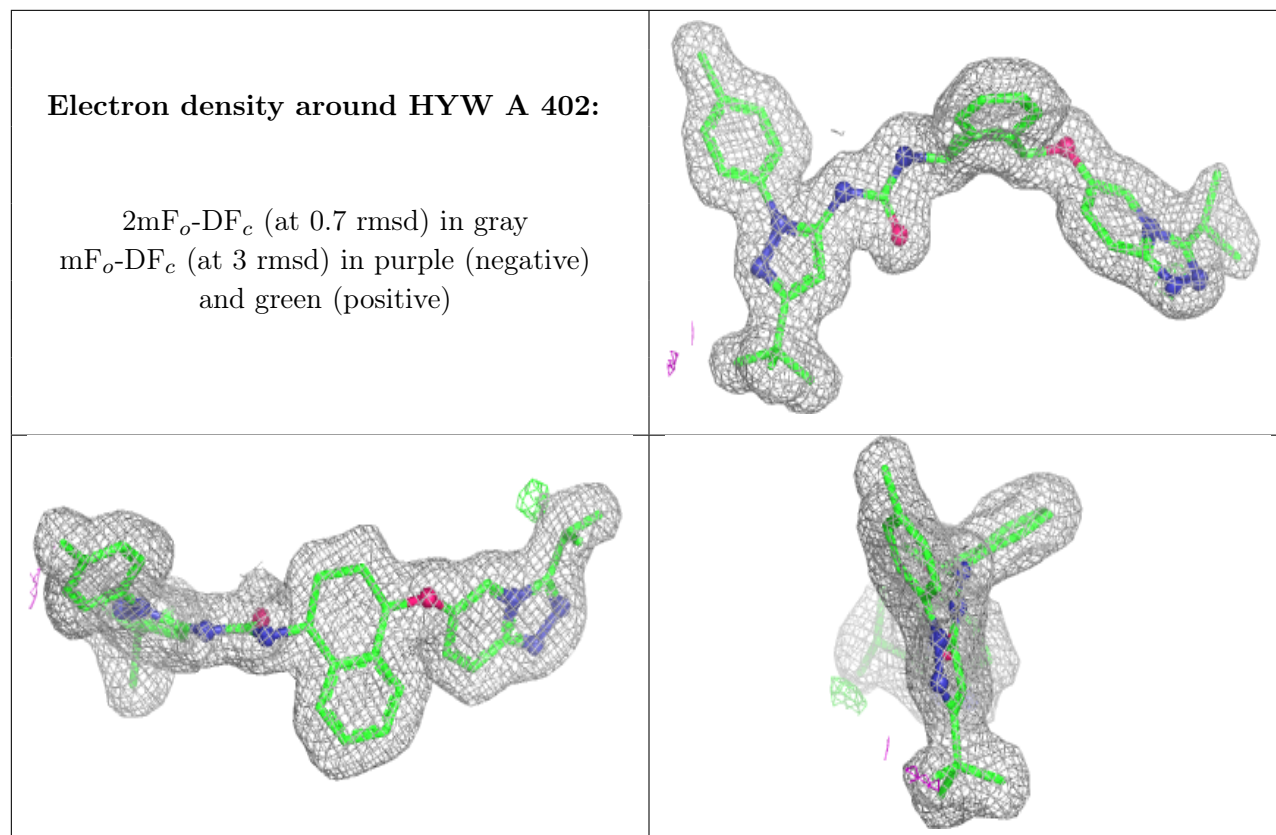 Electron density around HYW A 402:
2mFo-DFc (at 0.7 rmsd) in gray
mFo-DFc (at 3 rmsd) in purple (negative)
and green (positive)